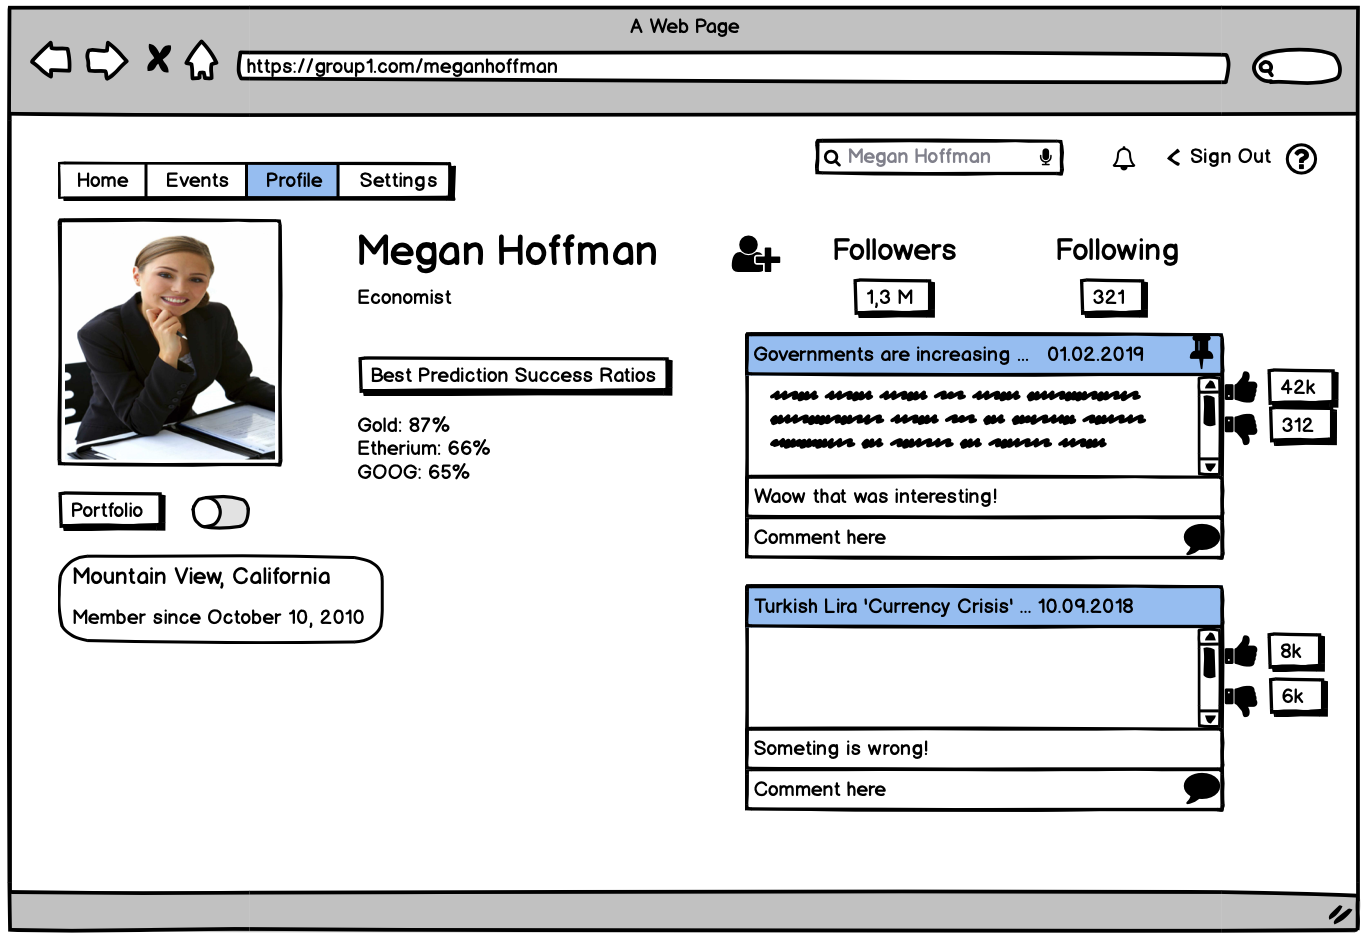 A Web Page
https://group1.com/meganhoffman
Megan Hoffman
Sign Out
Home Events Profile Settings
Megan Hoffman
Economist
Followers Following
1,3 M 321
Best Prediction Success Ratios
Gold: 87%
Etherium: 66%
GOOG: 65%
Portfolio
Mountain View, California
Member since October 10, 2010
Governments are increasing ... 01.02.2019
42k
312
Waow that was interesting!
Comment here
Turkish Lira 'Currency Crisis' ... 10.09.2018
8k
6k
Someting is wrong!
Comment here